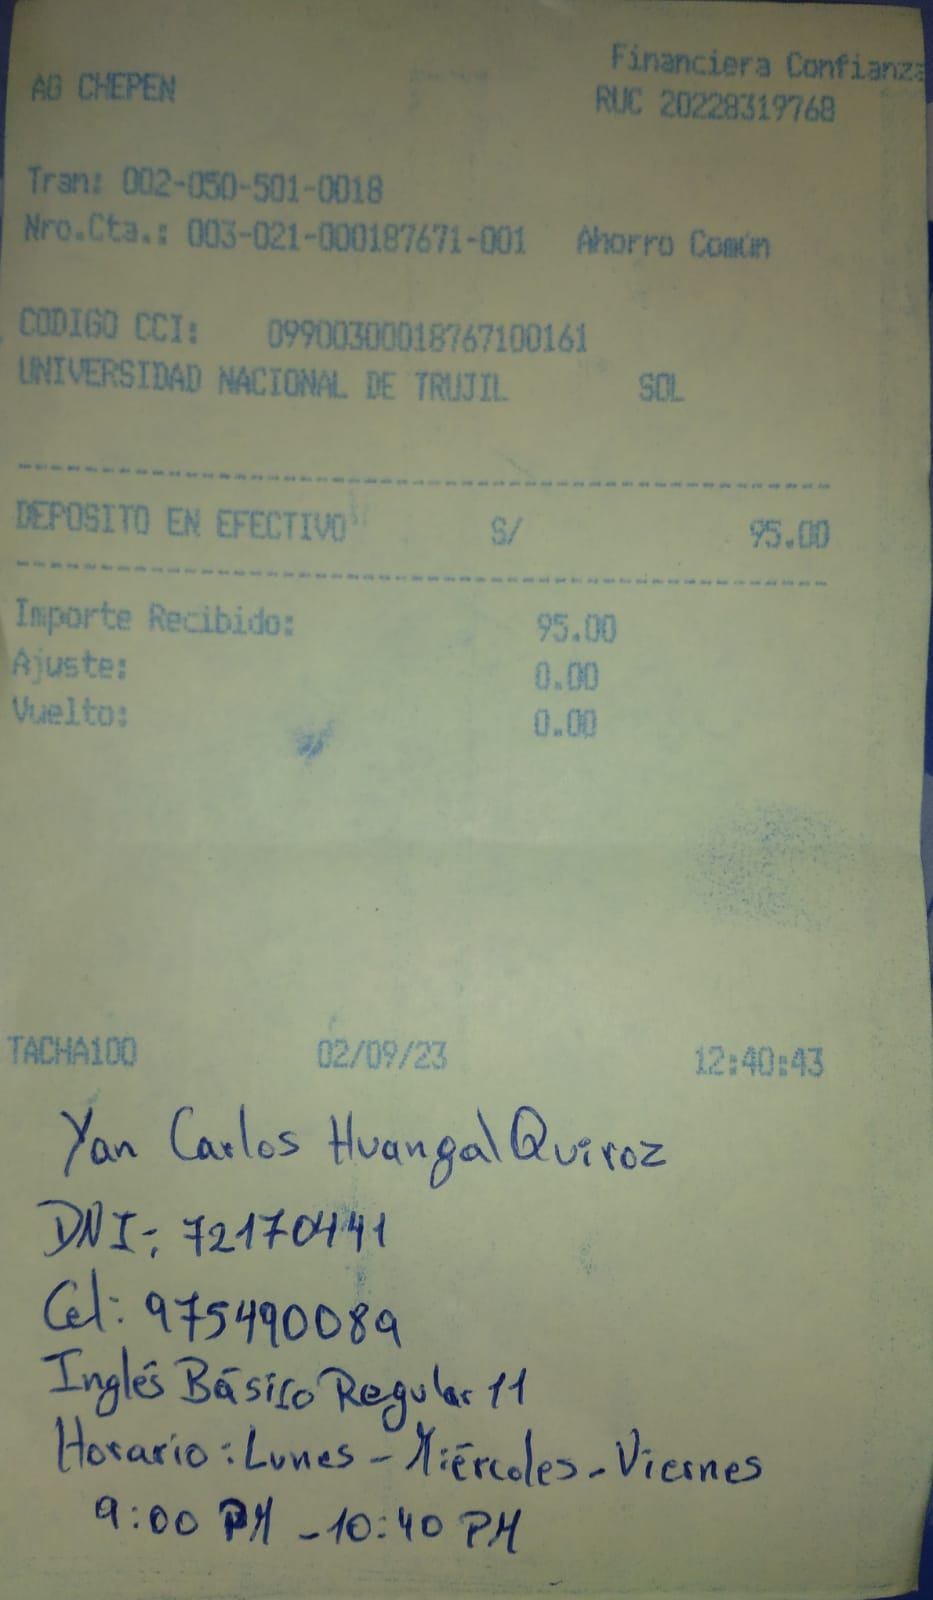 Financiera Confianza
AG CHEPEN
RUC 20228319768
Tran: 002-050-501-0018
Nro.Cta.: 003-021-000187671-001 Ahorro Común
CODIGO CCI: 09900300018767100161
UNIVERSIDAD NACIONAL DE TRUJIL SOL
DEPOSITO EN EFECTIVO S/ 95.00
Importe Recibido: 95.00
Ajuste: 0.00
Vuelto: 0.00
TACHA100 02/09/23 12:40:43
Yan Carlos Huangal Quiroz
DNI: 72170441
Cel: 975490089
Inglés Básico Regular 11
Horario: Lunes - Miércoles - Viernes
9:00 PM - 10:40 PM